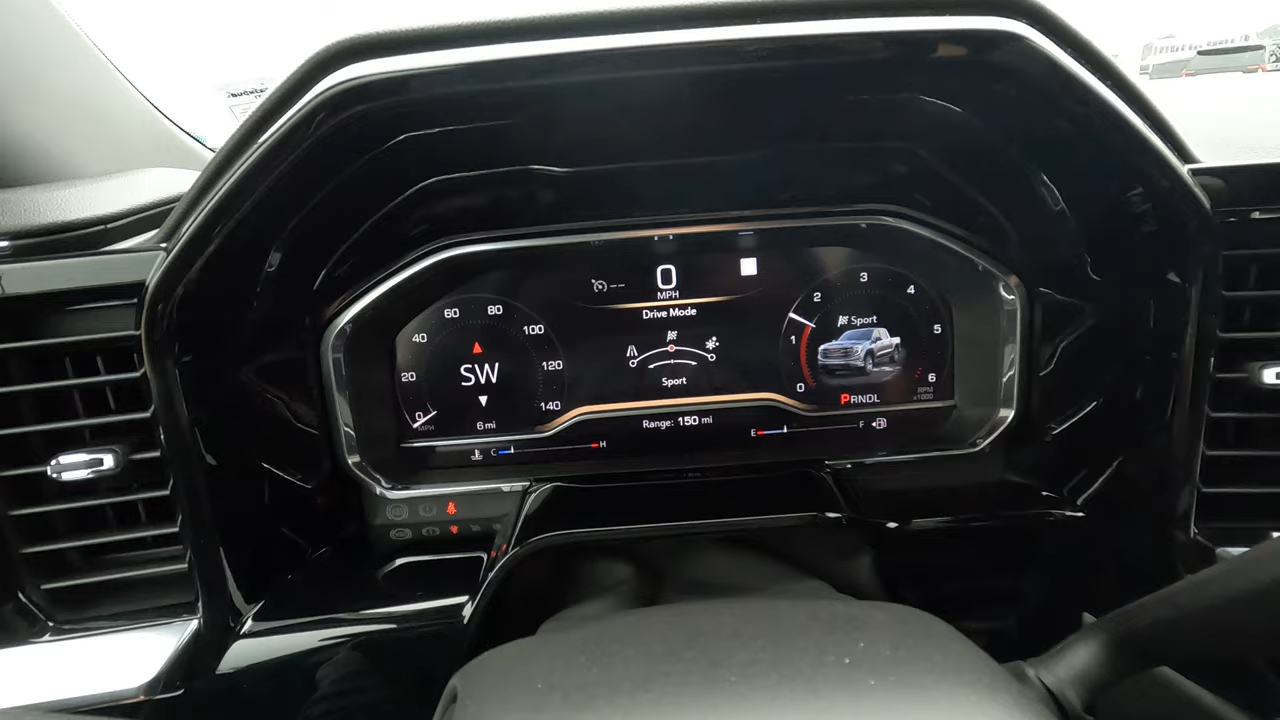 0
MPH
Drive Mode
Sport
0
20
40
60
80
100
120
140
MPH
SW
6 mi
Range: 150 mi
C H
E F
0
1
2
3
4
5
6
RPM
x1000
Sport
PRNDL